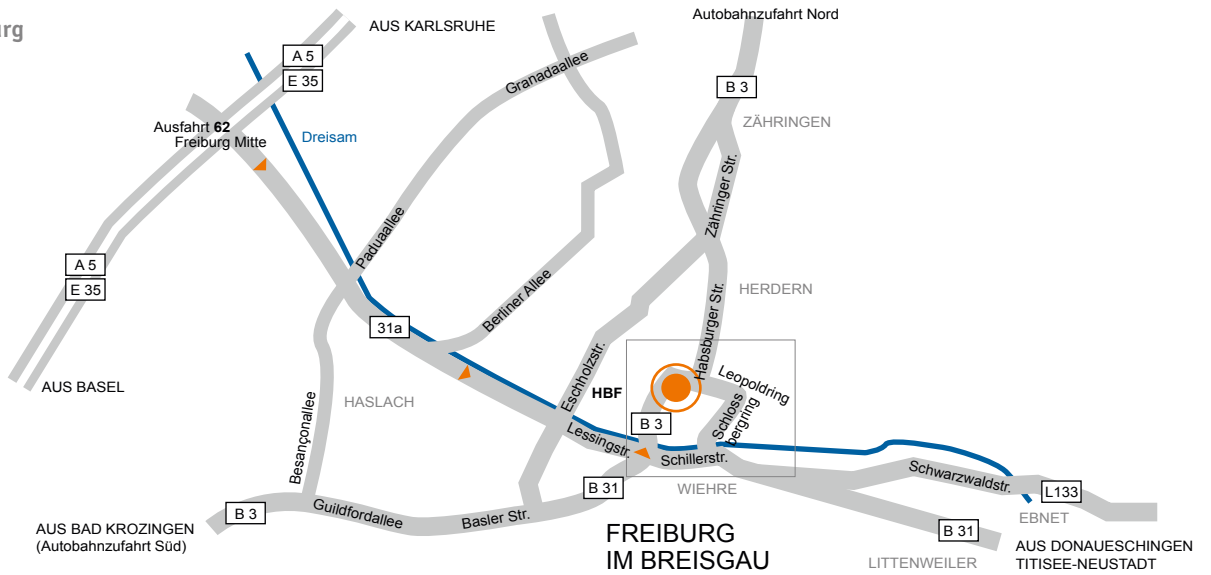 AUS KARLSRUHE
Autobahnzufahrt Nord
A 5
E 35
Granadaallee
B 3
Ausfahrt 62
Freiburg Mitte
Dreisam
ZÄHRINGEN
Zähringer Str.
Paduaallee
A 5
E 35
Berliner Allee
HERDERN
Habsburger Str.
31a
AUS BASEL
HASLACH
Eschholzstr.
HBF
Leopoldring
Schloss
bergring
B 3
Besançonallee
Lessingstr.
Schillerstr.
Schwarzwaldstr.
B 31
WIEHRE
L133
B 3
Guildfordallee
Basler Str.
EBNET
AUS BAD KROZINGEN
(Autobahnzufahrt Süd)
FREIBURG
IM BREISGAU
B 31
LITTENWEILER
AUS DONAUESCHINGEN
TITISEE-NEUSTADT